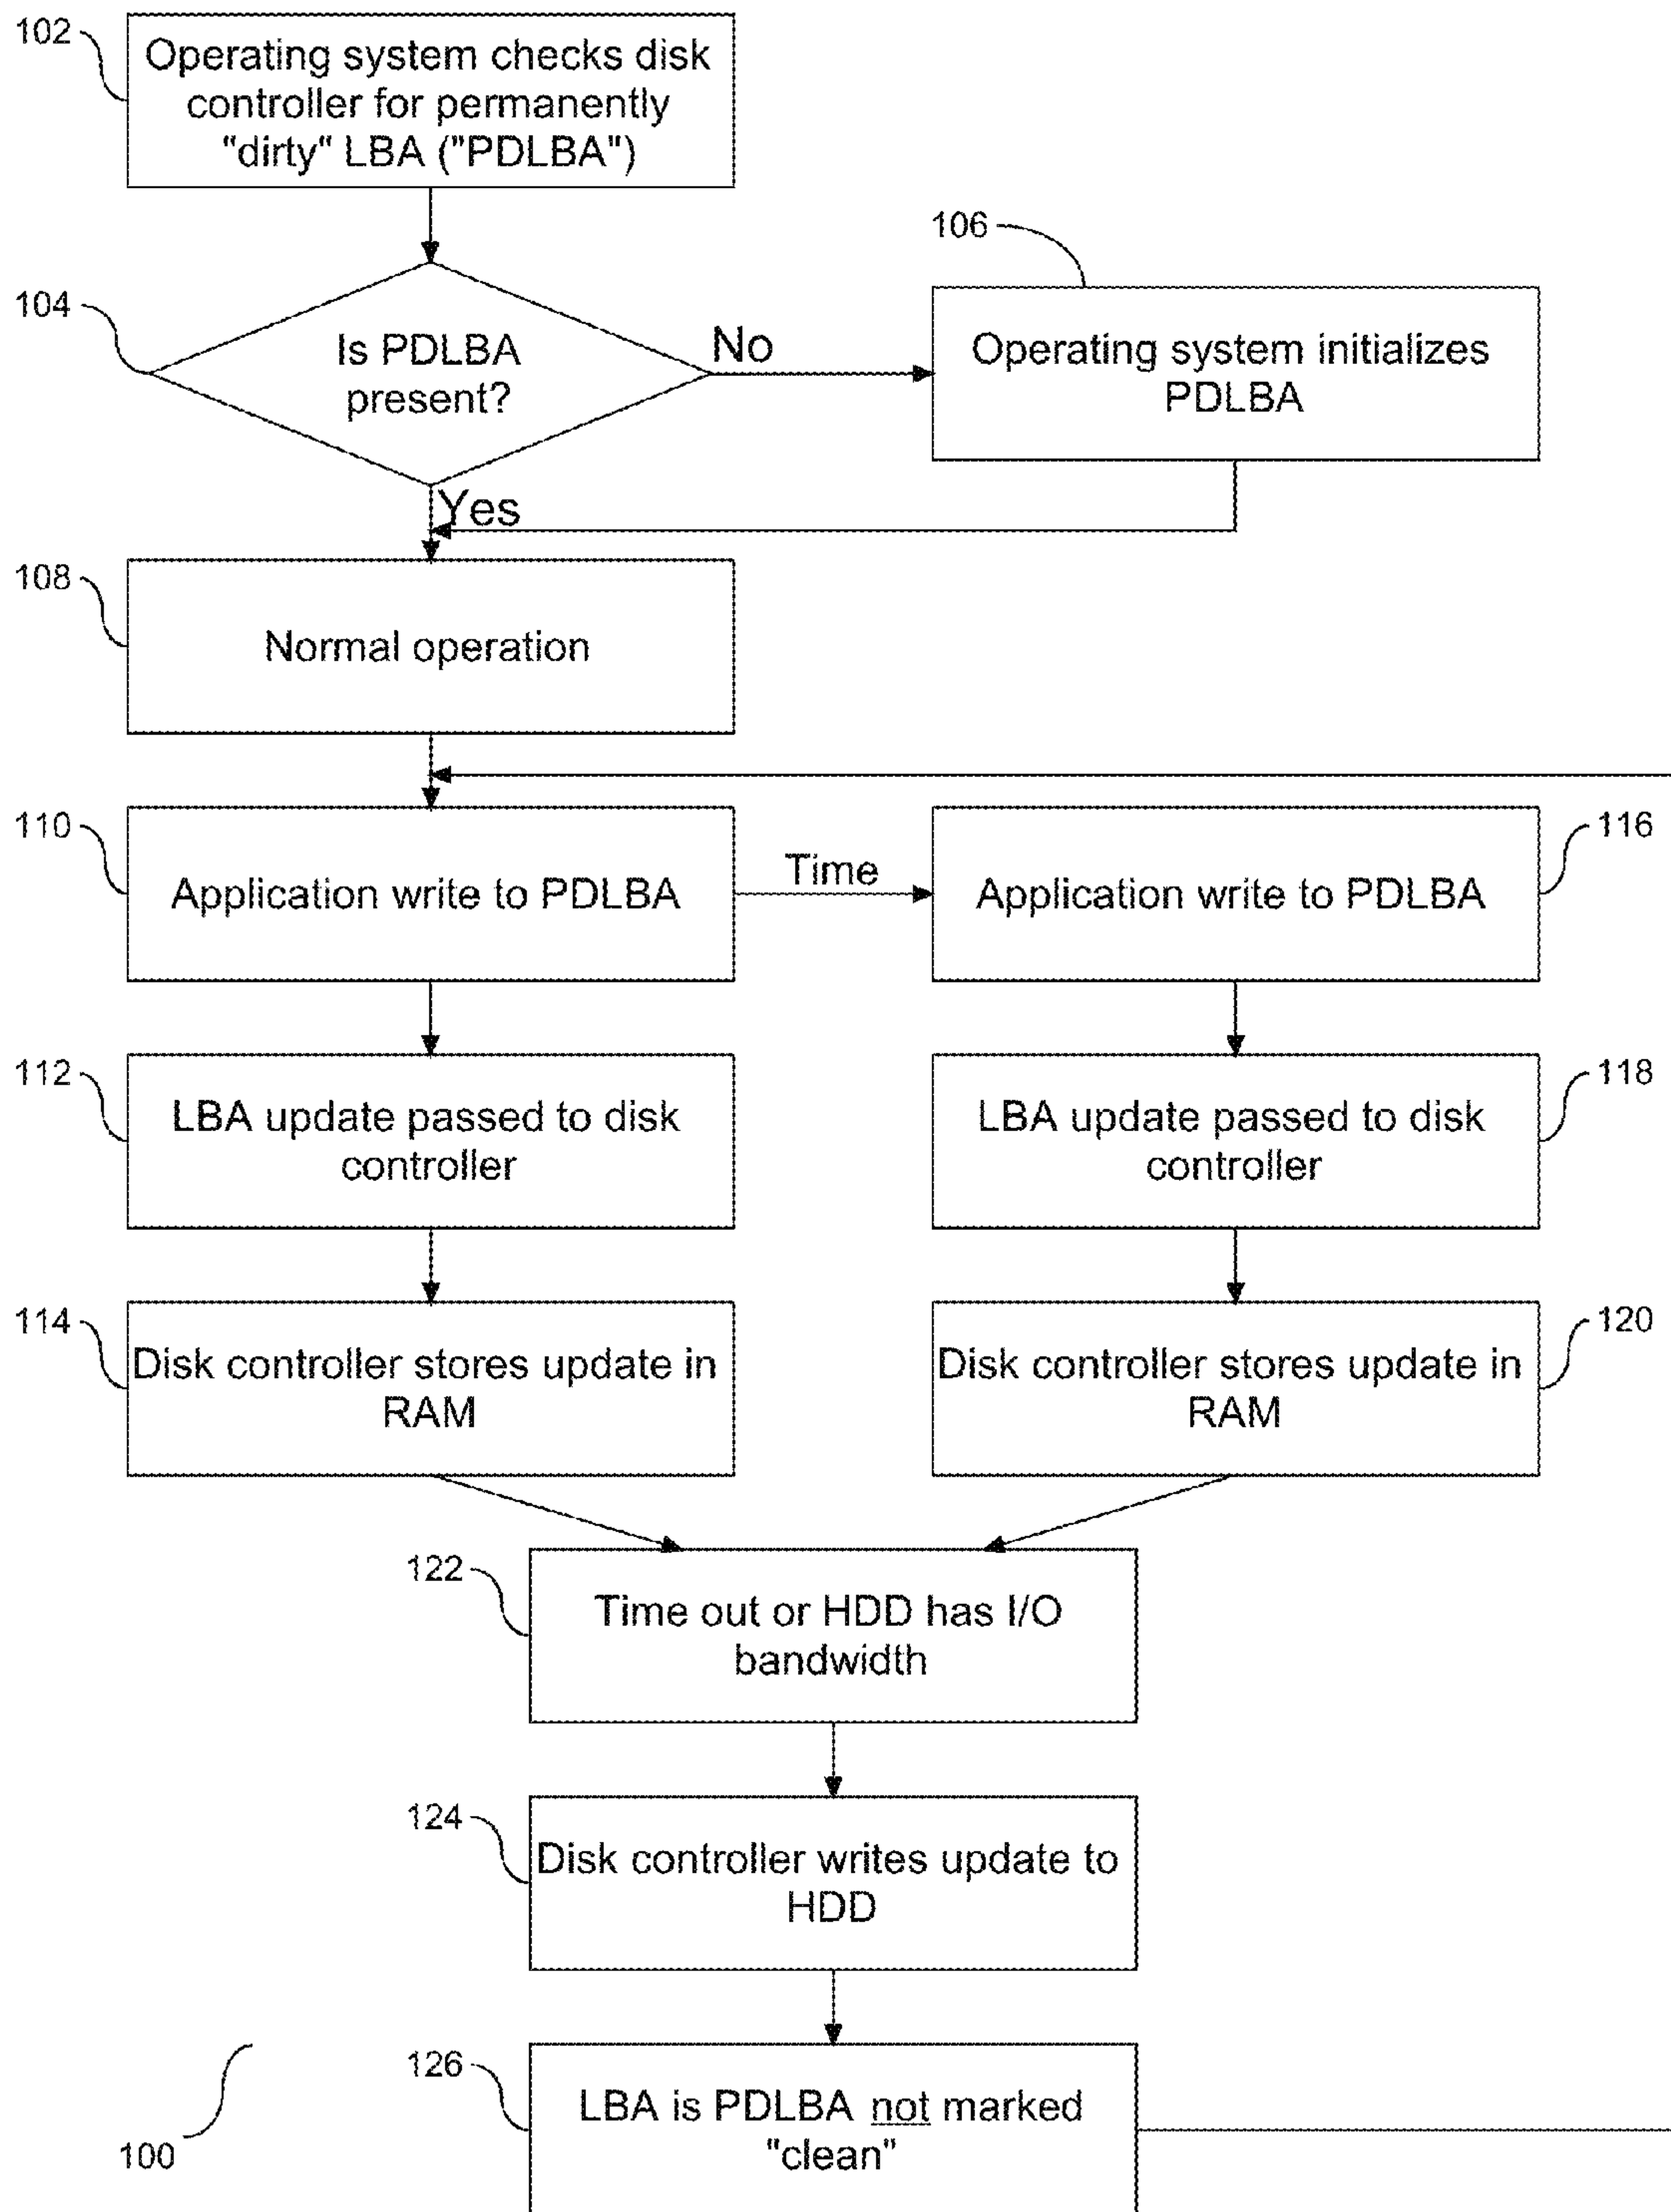 102
Operating system checks disk
controller for permanently
"dirty" LBA ("PDLBA")
106
104
Is PDLBA
present?
No
Operating system initializes
PDLBA
Yes
108
Normal operation
110
Application write to PDLBA
Time
Application write to PDLBA
116
112
LBA update passed to disk
controller
LBA update passed to disk
controller
118
114
Disk controller stores update in
RAM
Disk controller stores update in
RAM
120
122
Time out or HDD has I/O
bandwidth
124
Disk controller writes update to
HDD
126
LBA is PDLBA not marked
"clean"
100